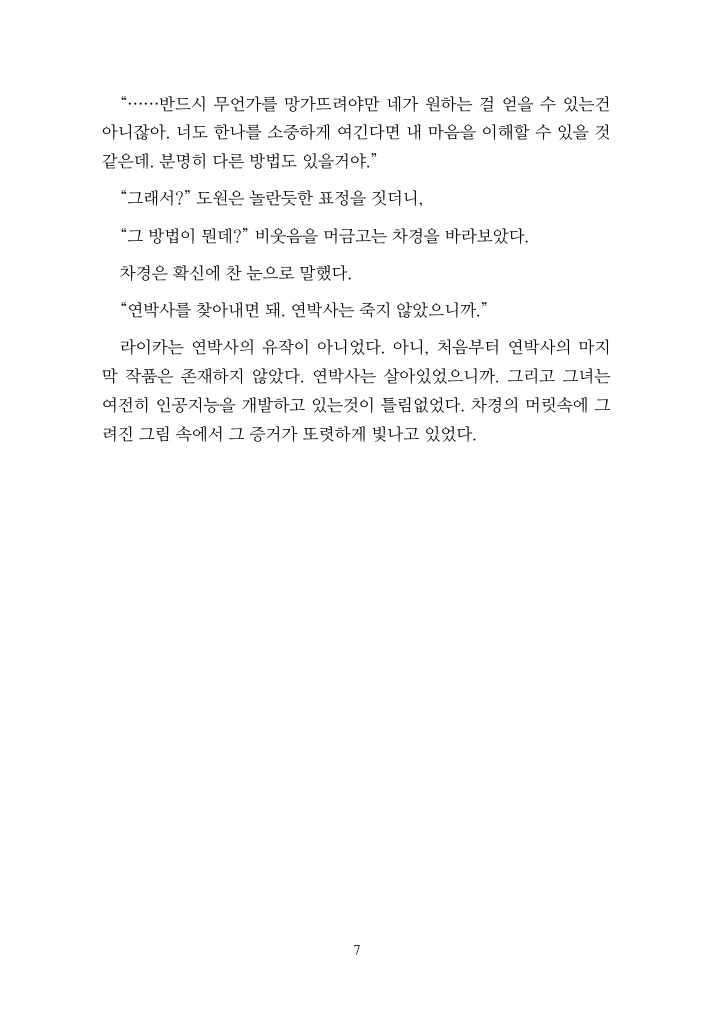 “……반드시 무언가를 망가뜨려야만 네가 원하는 걸 얻을 수 있는건
아니잖아. 너도 한나를 소중하게 여긴다면 내 마음을 이해할 수 있을 것
같은데. 분명히 다른 방법도 있을거야.”
“그래서?” 도원은 놀란듯한 표정을 짓더니,
“그 방법이 뭔데?” 비웃음을 머금고는 차경을 바라보았다.
차경은 확신에 찬 눈으로 말했다.
“연박사를 찾아내면 돼. 연박사는 죽지 않았으니까.”
라이카는 연박사의 유작이 아니었다. 아니, 처음부터 연박사의 마지
막 작품은 존재하지 않았다. 연박사는 살아있었으니까. 그리고 그녀는
여전히 인공지능을 개발하고 있는것이 틀림없었다. 차경의 머릿속에 그
려진 그림 속에서 그 증거가 또렷하게 빛나고 있었다.
7